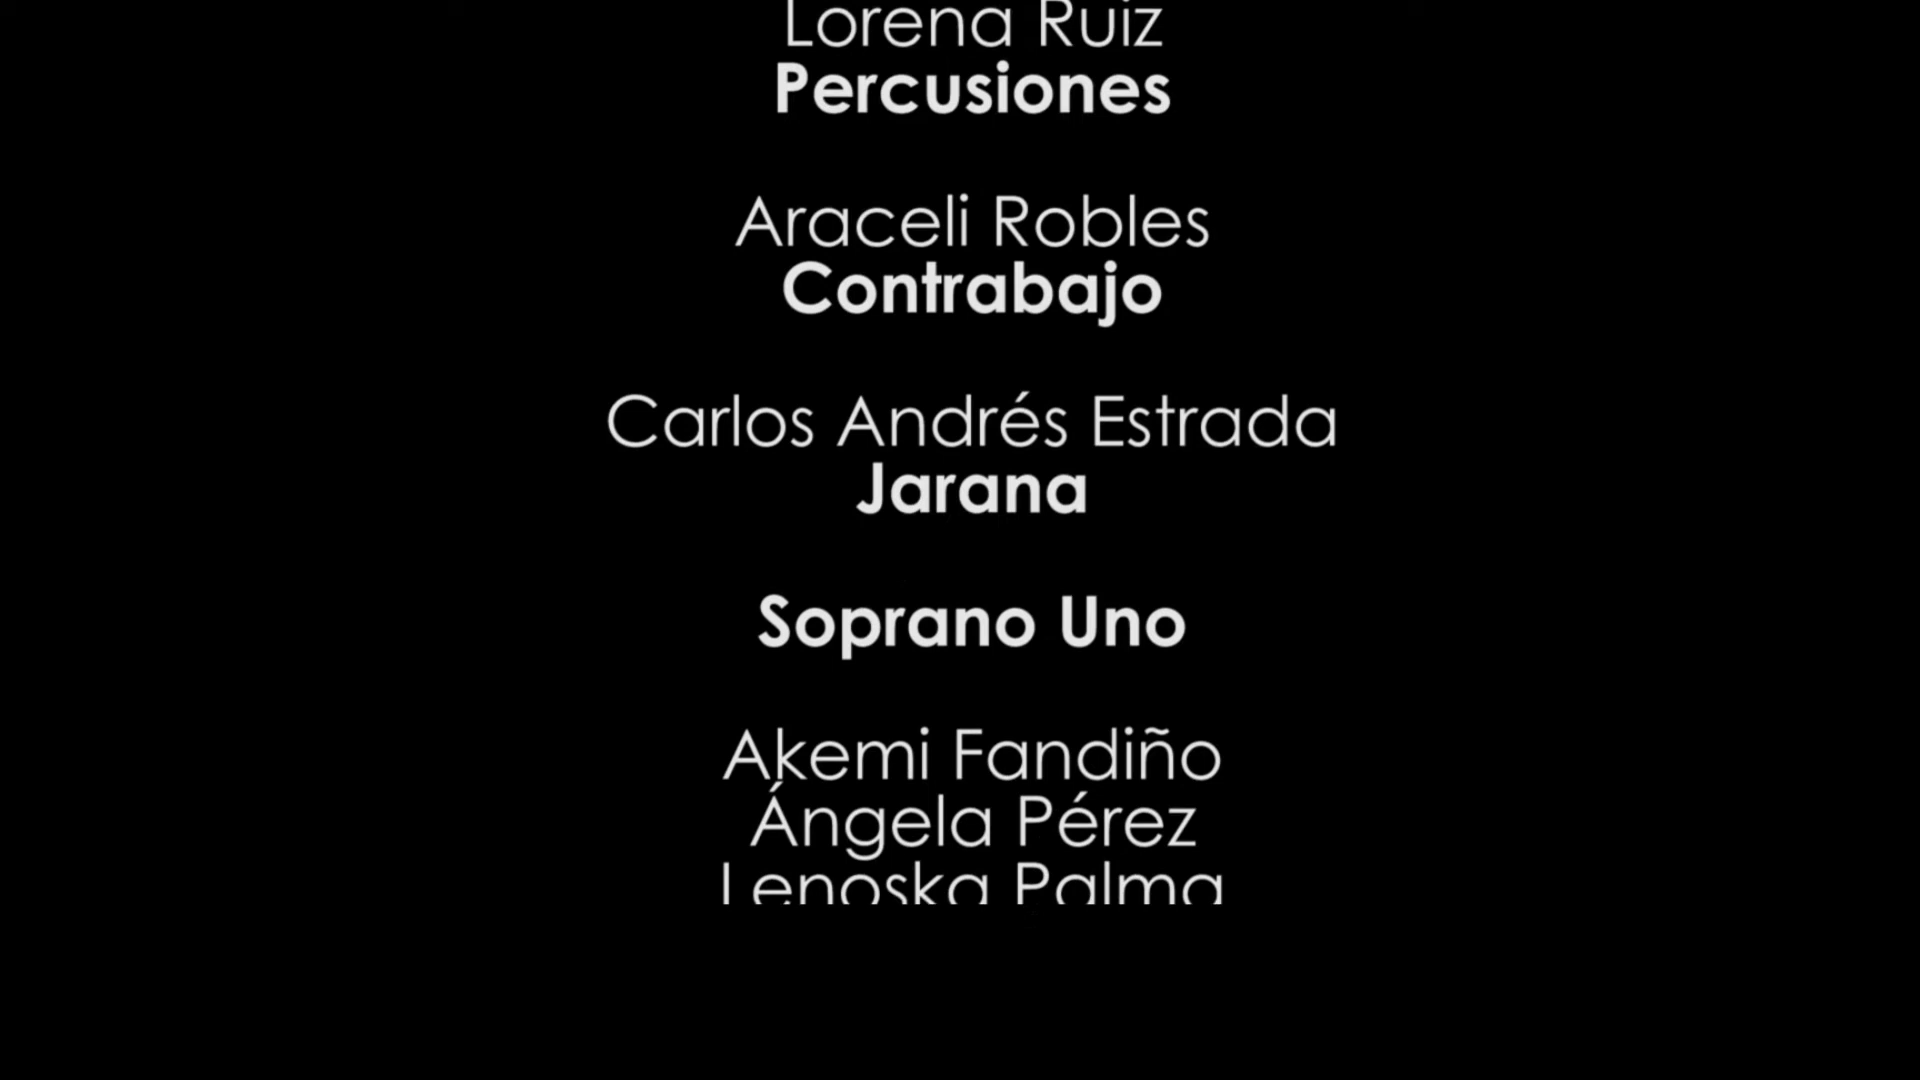 Lorena Ruiz
Percusiones
Araceli Robles
Contrabajo
Carlos Andrés Estrada
Jarana
Soprano Uno
Akemi Fandiño
Ángela Pérez
Lenoska Palma